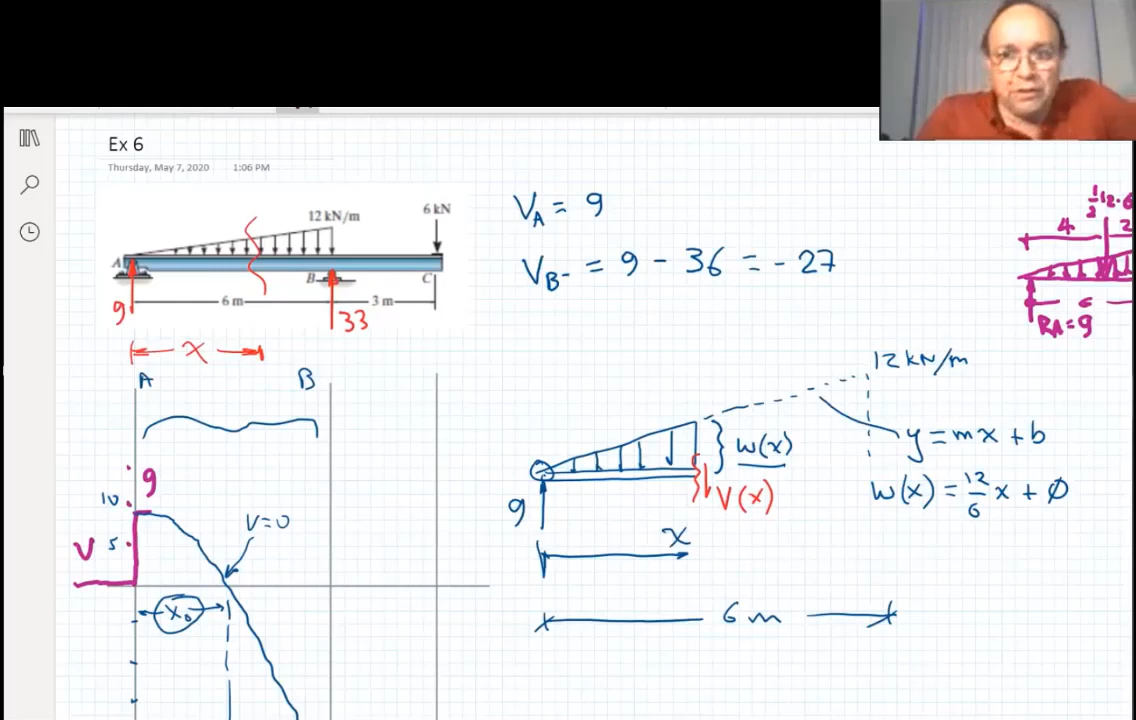 Ex 6
Thursday, May 7, 2020 1:06 PM
12 kN/m
6 kN
A
B
C
6 m
3 m
9
33
x
V_A = 9
V_B- = 9 - 36 = - 27
4
2
6
RA=9
A
B
10
9
V
5
V=0
x₀
12 kN/m
w(x)
y = mx + b
w(x) = 12/6 x + Ø
9
V(x)
x
6 m